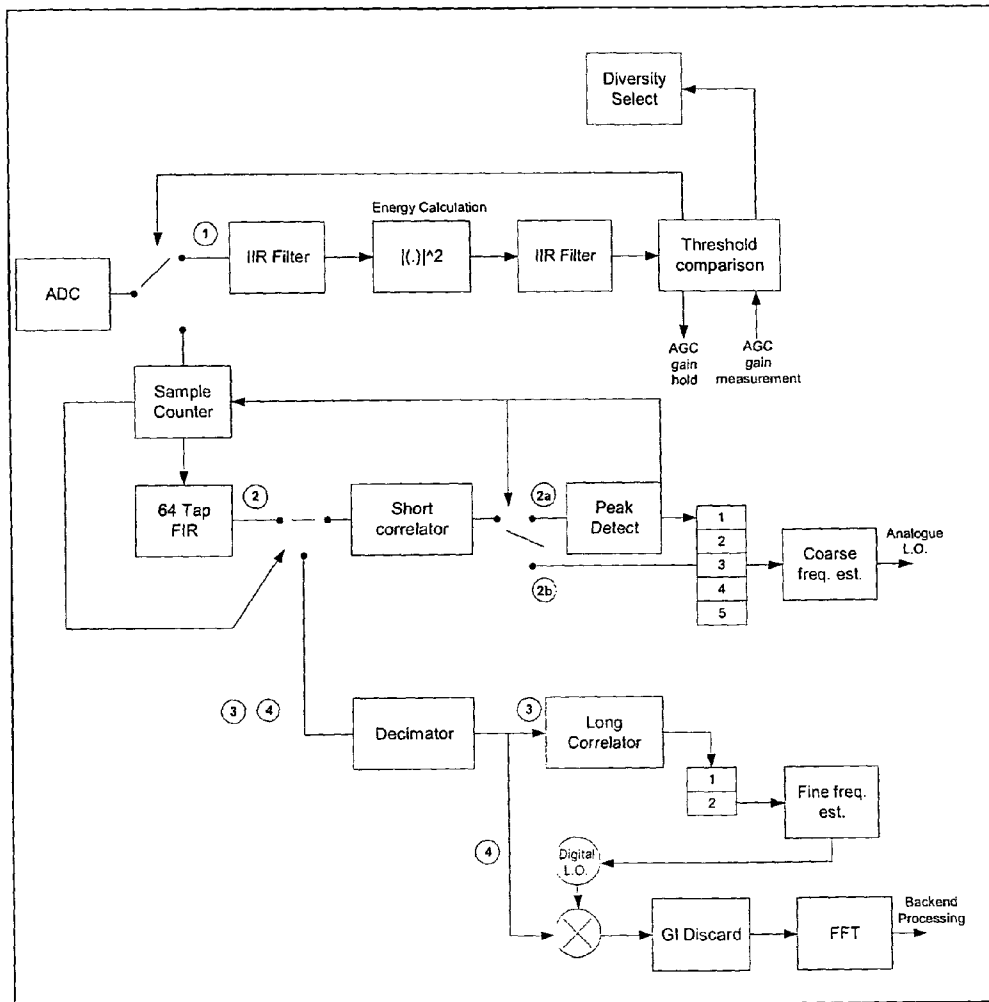 Diversity
Select
Energy Calculation
1
IIR Filter
|(.)|^2
IIR Filter
Threshold
comparison
ADC
AGC
gain
hold
AGC
gain
measurement
Sample
Counter
2
64 Tap
FIR
Short
correlator
2a
Peak
Detect
2b
1
2
3
4
5
Coarse
freq. est.
Analogue
L.O.
3
4
Decimator
3
Long
Correlator
1
2
Fine freq.
est.
4
Digital
L.O.
GI Discard
FFT
Backend
Processing